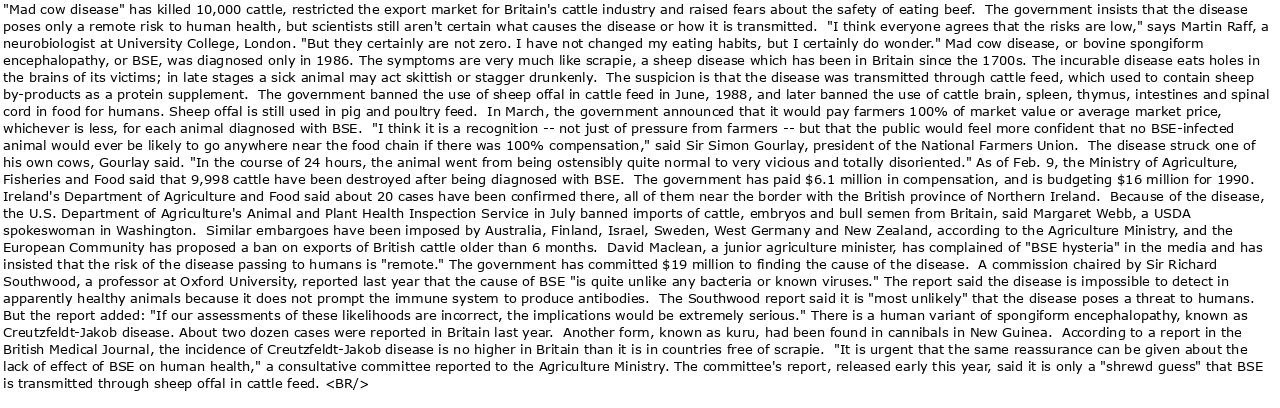 "Mad cow disease" has killed 10,000 cattle, restricted the export market for Britain's cattle industry and raised fears about the safety of eating beef.  The government insists that the disease
poses only a remote risk to human health, but scientists still aren't certain what causes the disease or how it is transmitted.  "I think everyone agrees that the risks are low," says Martin Raff, a
neurobiologist at University College, London. "But they certainly are not zero. I have not changed my eating habits, but I certainly do wonder." Mad cow disease, or bovine spongiform
encephalopathy, or BSE, was diagnosed only in 1986. The symptoms are very much like scrapie, a sheep disease which has been in Britain since the 1700s. The incurable disease eats holes in
the brains of its victims; in late stages a sick animal may act skittish or stagger drunkenly.  The suspicion is that the disease was transmitted through cattle feed, which used to contain sheep
by-products as a protein supplement.  The government banned the use of sheep offal in cattle feed in June, 1988, and later banned the use of cattle brain, spleen, thymus, intestines and spinal
cord in food for humans. Sheep offal is still used in pig and poultry feed.  In March, the government announced that it would pay farmers 100% of market value or average market price,
whichever is less, for each animal diagnosed with BSE.  "I think it is a recognition -- not just of pressure from farmers -- but that the public would feel more confident that no BSE-infected
animal would ever be likely to go anywhere near the food chain if there was 100% compensation," said Sir Simon Gourlay, president of the National Farmers Union.  The disease struck one of
his own cows, Gourlay said. "In the course of 24 hours, the animal went from being ostensibly quite normal to very vicious and totally disoriented." As of Feb. 9, the Ministry of Agriculture,
Fisheries and Food said that 9,998 cattle have been destroyed after being diagnosed with BSE.  The government has paid $6.1 million in compensation, and is budgeting $16 million for 1990.
Ireland's Department of Agriculture and Food said about 20 cases have been confirmed there, all of them near the border with the British province of Northern Ireland.  Because of the disease,
the U.S. Department of Agriculture's Animal and Plant Health Inspection Service in July banned imports of cattle, embryos and bull semen from Britain, said Margaret Webb, a USDA
spokeswoman in Washington.  Similar embargoes have been imposed by Australia, Finland, Israel, Sweden, West Germany and New Zealand, according to the Agriculture Ministry, and the
European Community has proposed a ban on exports of British cattle older than 6 months.  David Maclean, a junior agriculture minister, has complained of "BSE hysteria" in the media and has
insisted that the risk of the disease passing to humans is "remote." The government has committed $19 million to finding the cause of the disease.  A commission chaired by Sir Richard
Southwood, a professor at Oxford University, reported last year that the cause of BSE "is quite unlike any bacteria or known viruses." The report said the disease is impossible to detect in
apparently healthy animals because it does not prompt the immune system to produce antibodies.  The Southwood report said it is "most unlikely" that the disease poses a threat to humans.
But the report added: "If our assessments of these likelihoods are incorrect, the implications would be extremely serious." There is a human variant of spongiform encephalopathy, known as
Creutzfeldt-Jakob disease. About two dozen cases were reported in Britain last year.  Another form, known as kuru, had been found in cannibals in New Guinea.  According to a report in the
British Medical Journal, the incidence of Creutzfeldt-Jakob disease is no higher in Britain than it is in countries free of scrapie.  "It is urgent that the same reassurance can be given about the
lack of effect of BSE on human health," a consultative committee reported to the Agriculture Ministry. The committee's report, released early this year, said it is only a "shrewd guess" that BSE
is transmitted through sheep offal in cattle feed. <BR/>